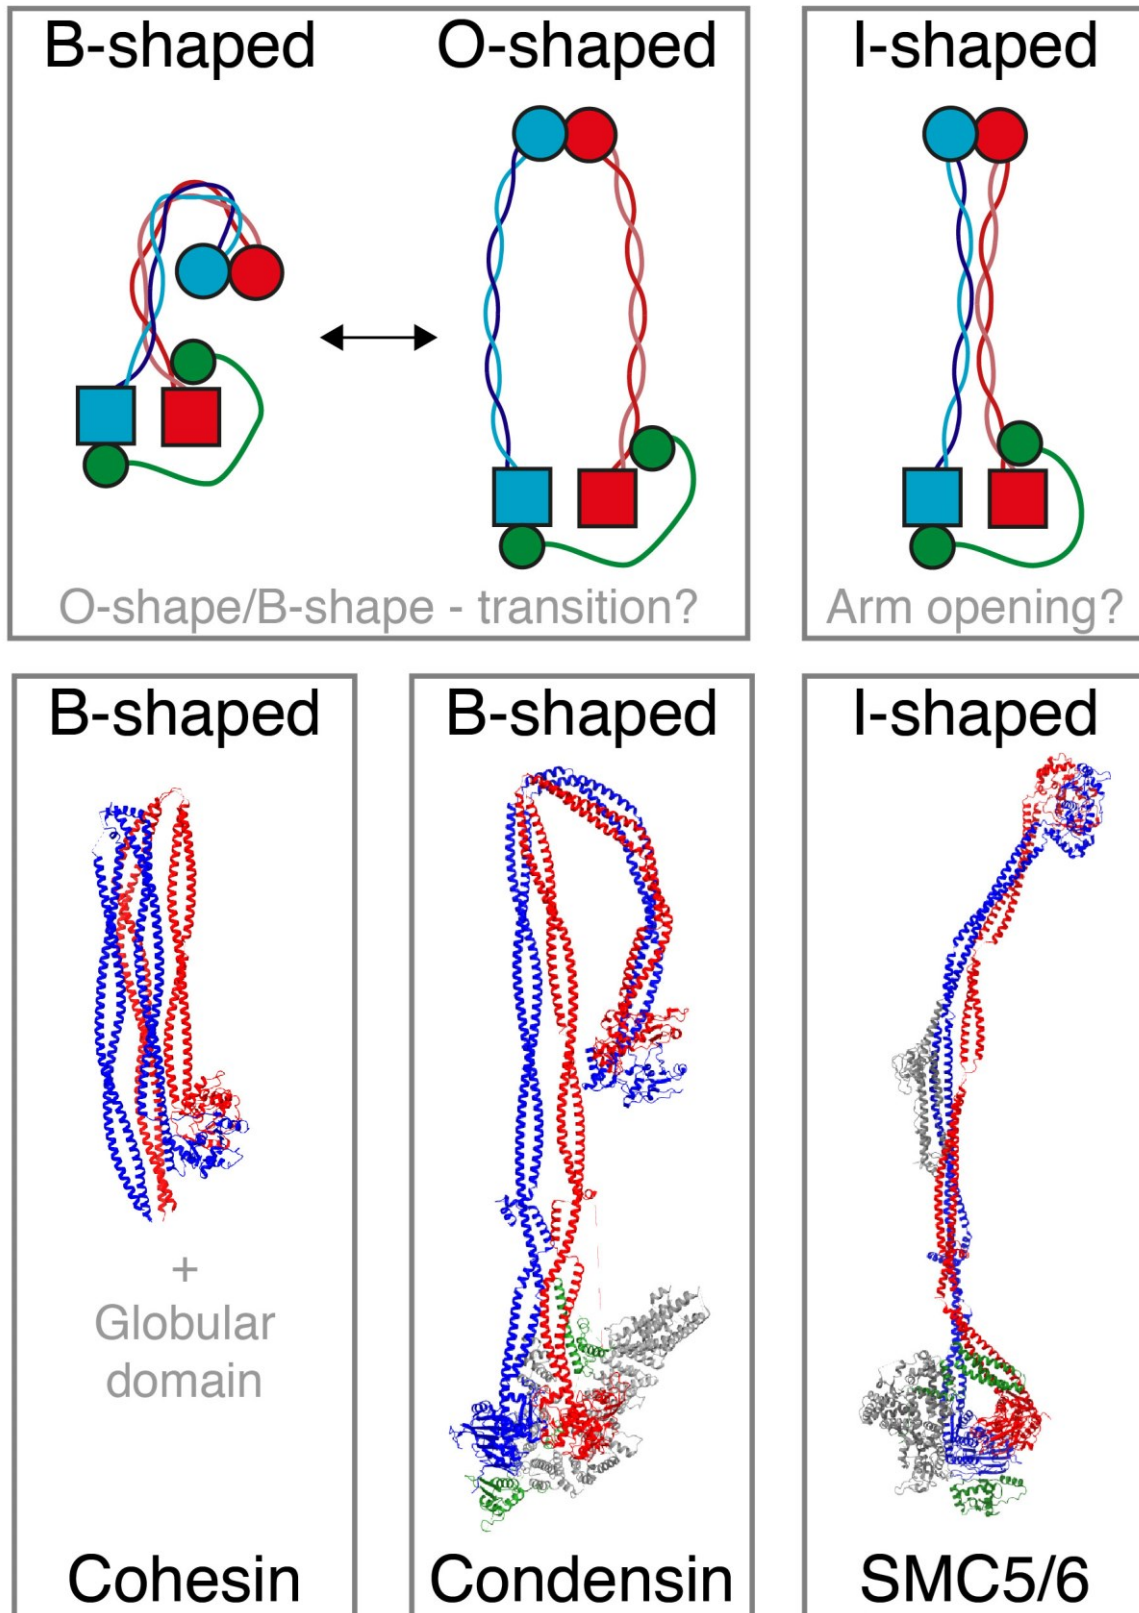 B-shaped
O-shaped
O-shape/B-shape - transition?
I-shaped
Arm opening?
B-shaped
+
Globular
domain
Cohesin
B-shaped
Condensin
I-shaped
SMC5/6